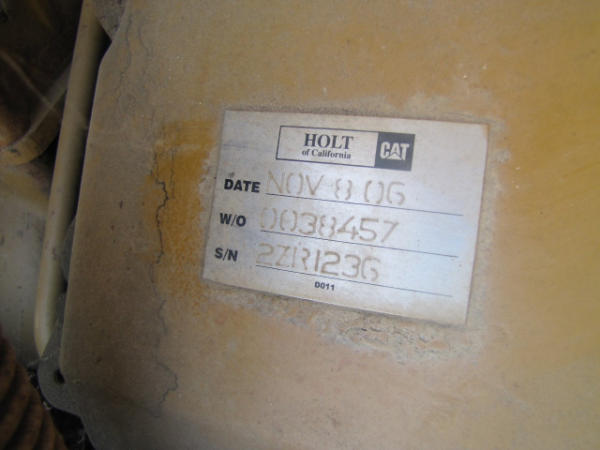 HOLT
of California
CAT
DATE NOV 8 06
W/O 0038457
S/N 2ZR1236
D011